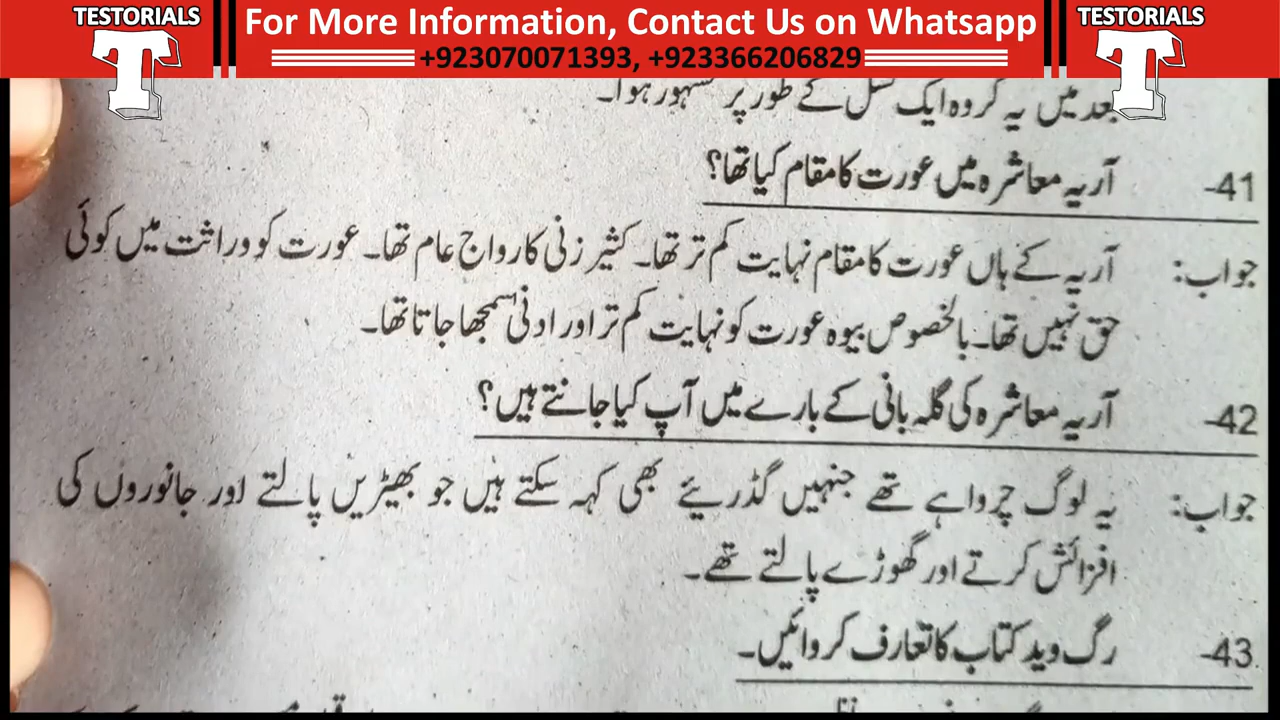 TESTORIALS
For More Information, Contact Us on Whatsapp
+923070071393, +923366206829
TESTORIALS
بعد میں یہ گروہ ایک نسل کے طور پر مشہور ہوا۔
41- آریہ معاشرہ میں عورت کا مقام کیا تھا؟
جواب: آریہ کے ہاں عورت کا مقام نہایت کم تر تھا۔ کثیر زنی کا رواج عام تھا۔ عورت کو وراثت میں کوئی
حق نہیں تھا۔ بالخصوص بیوہ عورت کو نہایت کم تر اور ادنیٰ سمجھا جاتا تھا۔
42- آریہ معاشرہ کی گلہ بانی کے بارے میں آپ کیا جانتے ہیں؟
جواب: یہ لوگ چرواہے تھے جنہیں گڈریئے بھی کہہ سکتے ہیں جو بھیڑیں پالتے اور جانوروں کی
افزائش کرتے اور گھوڑے پالتے تھے۔
43- رگ وید کتاب کا تعارف کروائیں۔